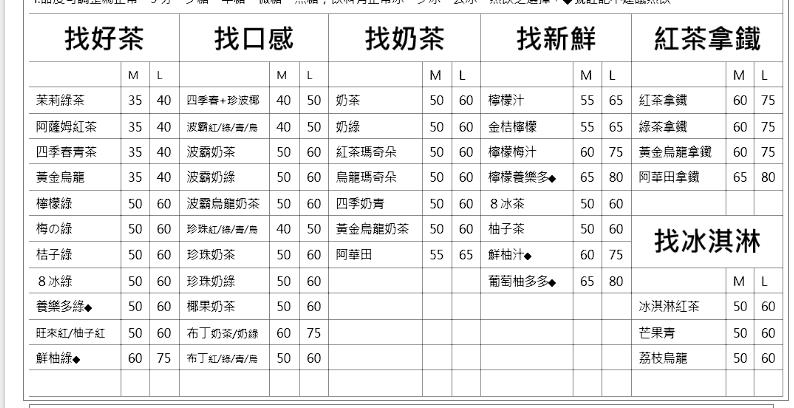 找好茶 找口感 找奶茶 找新鮮 紅茶拿鐵
M L M L M L M L M L
茉莉綠茶 35 40 四季春+珍波椰 40 50 奶茶 50 60 檸檬汁 55 65 紅茶拿鐵 60 75
阿薩姆紅茶 35 40 波霸紅/綠/青/烏 40 50 奶綠 50 60 金桔檸檬 55 65 綠茶拿鐵 60 75
四季春青茶 35 40 波霸奶茶 50 60 紅茶瑪奇朵 50 60 檸檬梅汁 60 75 黃金烏龍拿鐵 60 75
黃金烏龍 35 40 波霸奶綠 50 60 烏龍瑪奇朵 50 60 檸檬養樂多◆ 65 80 阿華田拿鐵 65 80
檸檬綠 50 60 波霸烏龍奶茶 50 60 四季奶青 50 60 8冰茶 50 60
梅の綠 50 60 珍珠紅/綠/青/烏 40 50 黃金烏龍奶茶 50 60 柚子茶 50 60 找冰淇淋
桔子綠 50 60 珍珠奶茶 50 60 阿華田 55 65 鮮柚汁◆ 60 75
8冰綠 50 60 珍珠奶綠 50 60 葡萄柚多多◆ 65 80 M L
養樂多綠◆ 50 60 椰果奶茶 50 60 冰淇淋紅茶 50 60
旺來紅/柚子紅 50 60 布丁奶茶/奶綠 60 75 芒果青 50 60
鮮柚綠◆ 60 75 布丁紅/綠/青/烏 50 60 荔枝烏龍 50 60